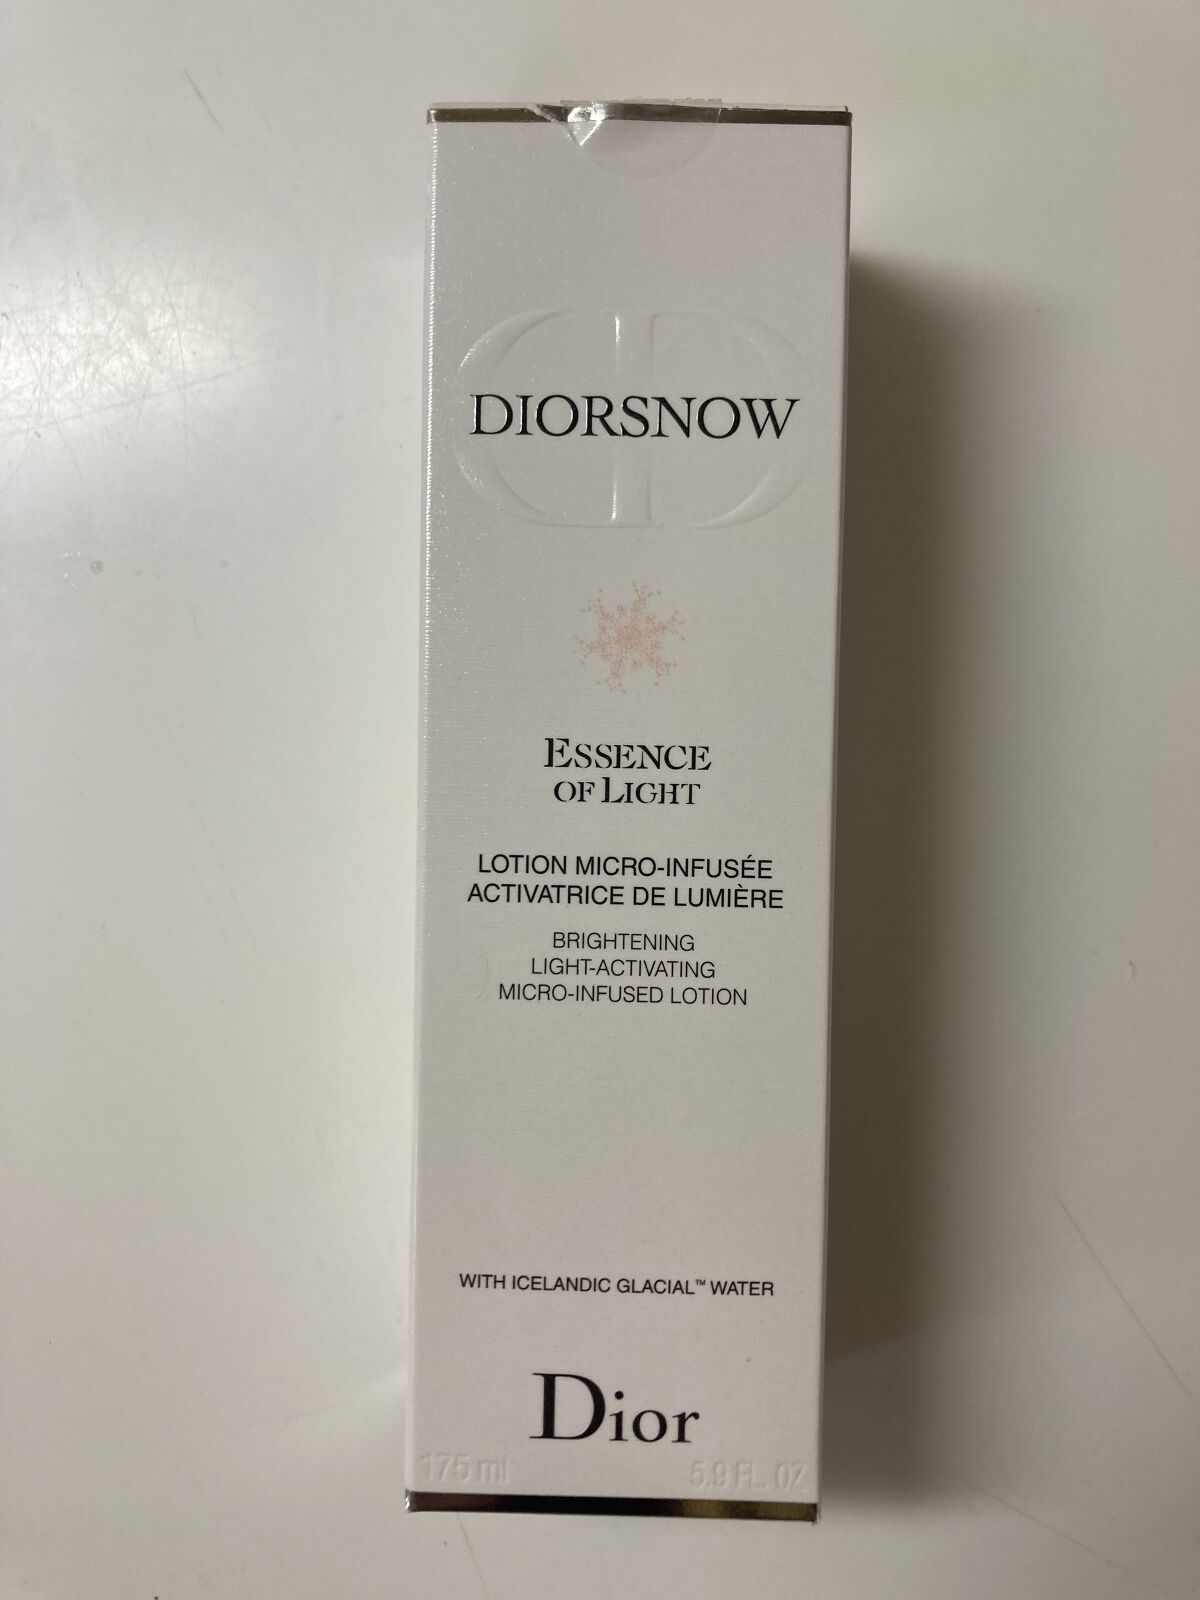 DIORSNOW
ESSENCE
OF LIGHT
LOTION MICRO-INFUSÉE
ACTIVATRICE DE LUMIÈRE
BRIGHTENING
LIGHT-ACTIVATING
MICRO-INFUSED LOTION
WITH ICELANDIC GLACIAL™ WATER
Dior
175 ml 5.9 FL. OZ